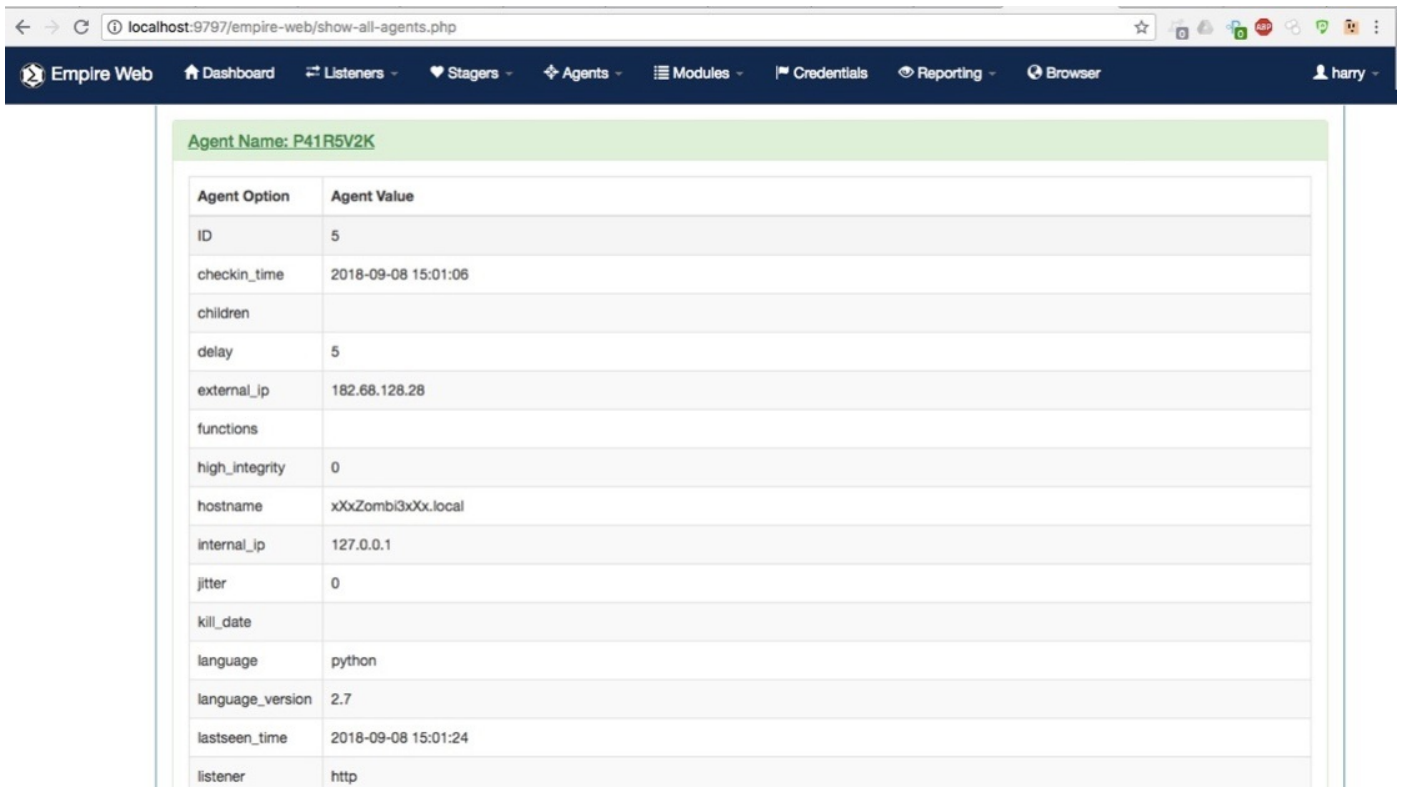 localhost:9797/empire-web/show-all-agents.php
Empire Web Dashboard Listeners Stagers Agents Modules Credentials Reporting Browser harry
Agent Name: P41R5V2K
Agent Option Agent Value
ID 5
checkin_time 2018-09-08 15:01:06
children
delay 5
external_ip 182.68.128.28
functions
high_integrity 0
hostname xXxZombi3xXx.local
internal_ip 127.0.0.1
jitter 0
kill_date
language python
language_version 2.7
lastseen_time 2018-09-08 15:01:24
listener http